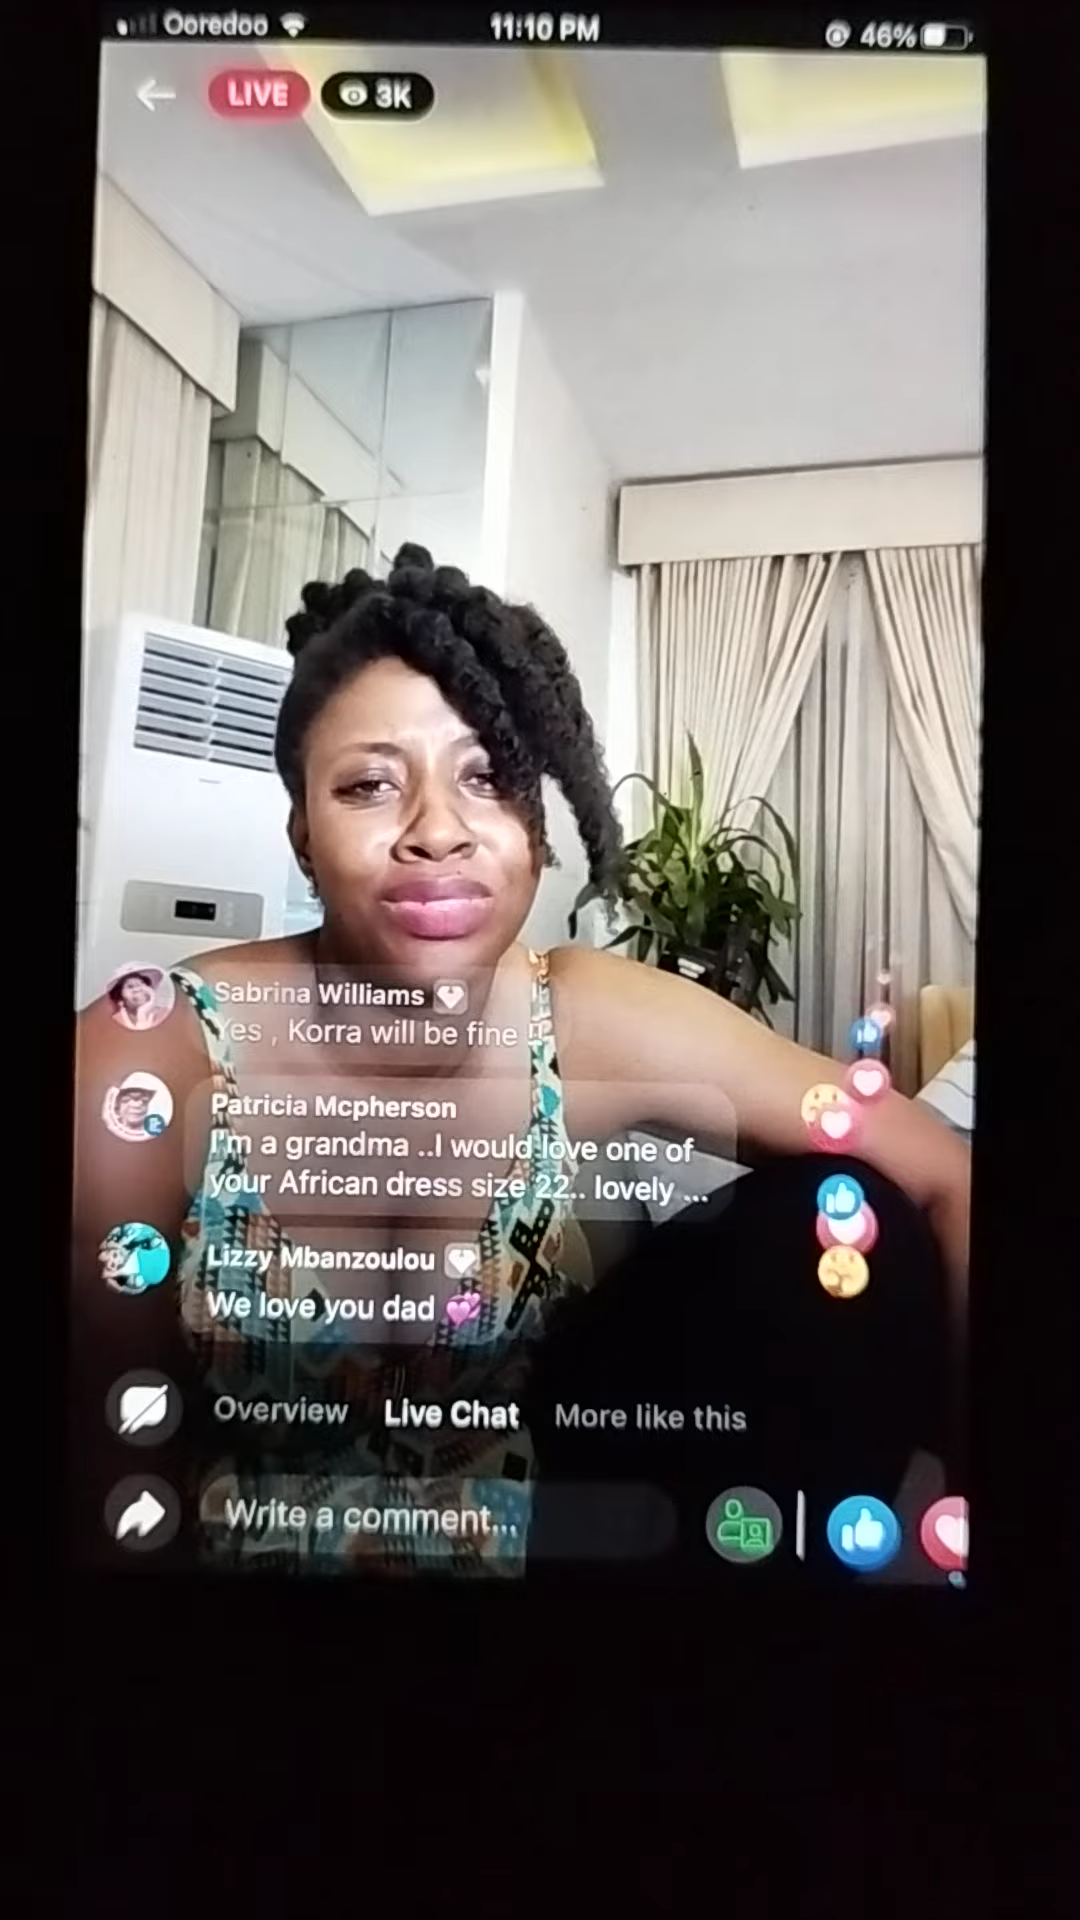 Ooredoo 11:10 PM 46%
LIVE 3K
Sabrina Williams
Yes , Korra will be fine !!
Patricia Mcpherson
I'm a grandma ..I would love one of
your African dress size 22.. lovely ...
Lizzy Mbanzoulou
We love you dad
Overview Live Chat More like this
Write a comment...